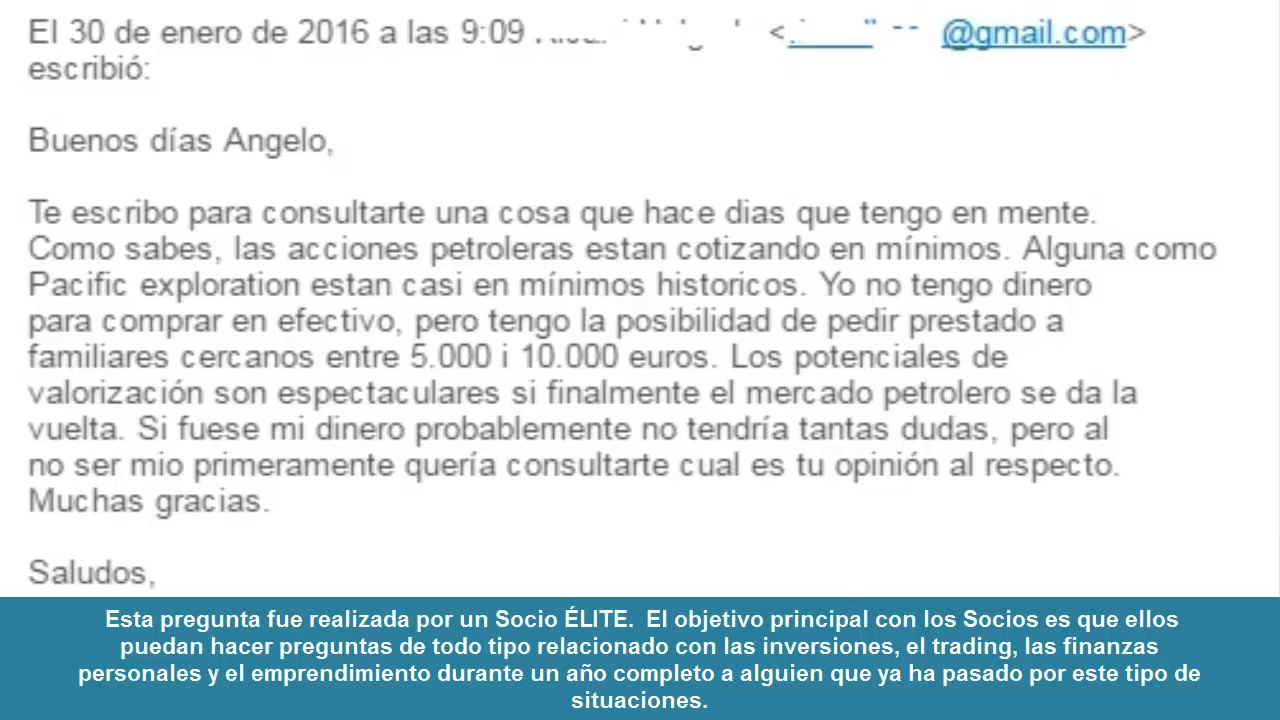 El 30 de enero de 2016 a las 9:09 < @gmail.com>
escribió:
Buenos días Angelo,
Te escribo para consultarte una cosa que hace dias que tengo en mente.
Como sabes, las acciones petroleras estan cotizando en mínimos. Alguna como
Pacific exploration estan casi en mínimos historicos. Yo no tengo dinero
para comprar en efectivo, pero tengo la posibilidad de pedir prestado a
familiares cercanos entre 5.000 i 10.000 euros. Los potenciales de
valorización son espectaculares si finalmente el mercado petrolero se da la
vuelta. Si fuese mi dinero probablemente no tendría tantas dudas, pero al
no ser mio primeramente quería consultarte cual es tu opinión al respecto.
Muchas gracias.
Saludos,
Esta pregunta fue realizada por un Socio ÉLITE. El objetivo principal con los Socios es que ellos
puedan hacer preguntas de todo tipo relacionado con las inversiones, el trading, las finanzas
personales y el emprendimiento durante un año completo a alguien que ya ha pasado por este tipo de
situaciones.